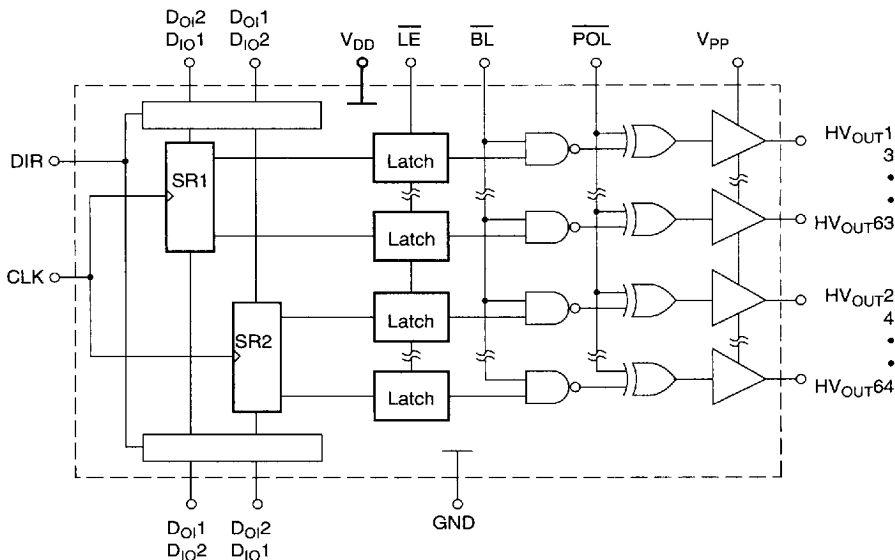 DOI2 DOI1
DIO1 DIO2 VDD LE BL POL VPP
HVOUT1
3
Latch
DIR
SR1
HVOUT63
Latch
CLK
HVOUT2
4
Latch
SR2
HVOUT64
Latch
GND
DOI1 DOI2
DIO2 DIO1